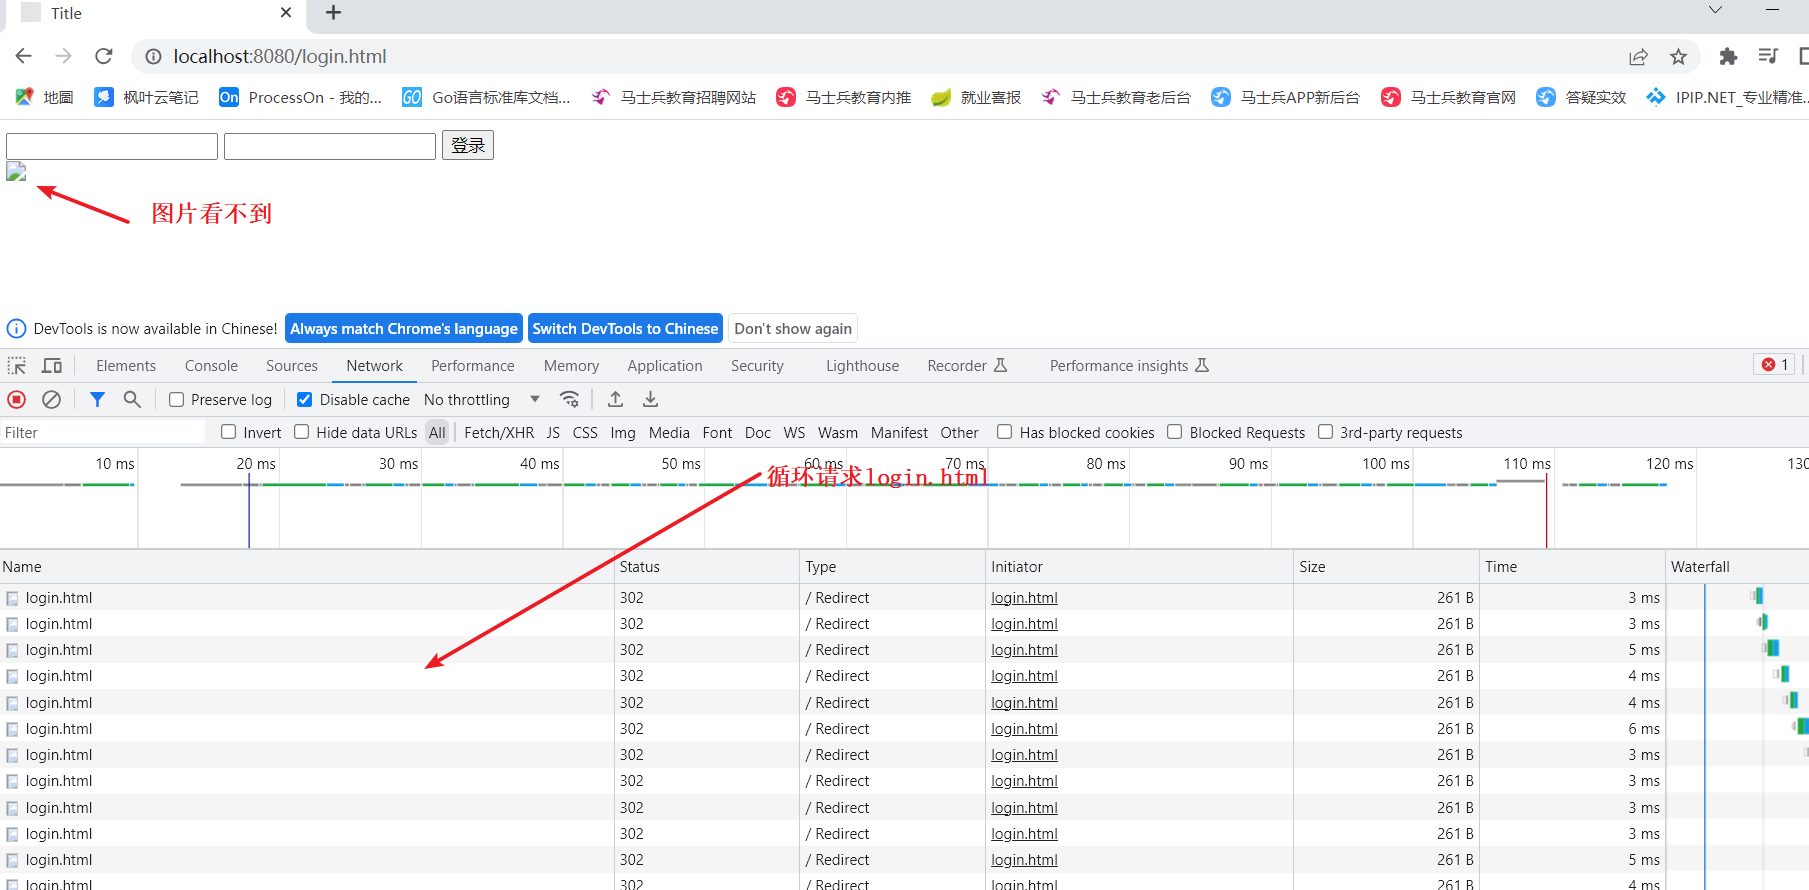 Title
localhost:8080/login.html
地圖 枫叶云笔记 On ProcessOn - 我的... GO Go语言标准库文档... 马士兵教育招聘网站 马士兵教育内推 就业喜报 马士兵教育老后台 马士兵APP新后台 马士兵教育官网 答疑实效 IPIP.NET_专业精准...
登录
图片看不到
DevTools is now available in Chinese! Always match Chrome's language Switch DevTools to Chinese Don't show again
Elements Console Sources Network Performance Memory Application Security Lighthouse Recorder Performance insights 1
Preserve log Disable cache No throttling
Filter Invert Hide data URLs All Fetch/XHR JS CSS Img Media Font Doc WS Wasm Manifest Other Has blocked cookies Blocked Requests 3rd-party requests
10 ms 20 ms 30 ms 40 ms 50 ms 60 ms 70 ms 80 ms 90 ms 100 ms 110 ms 120 ms 130
循环请求login.html
Name Status Type Initiator Size Time Waterfall
login.html 302 / Redirect login.html 261 B 3 ms
login.html 302 / Redirect login.html 261 B 3 ms
login.html 302 / Redirect login.html 261 B 5 ms
login.html 302 / Redirect login.html 261 B 4 ms
login.html 302 / Redirect login.html 261 B 4 ms
login.html 302 / Redirect login.html 261 B 6 ms
login.html 302 / Redirect login.html 261 B 3 ms
login.html 302 / Redirect login.html 261 B 3 ms
login.html 302 / Redirect login.html 261 B 3 ms
login.html 302 / Redirect login.html 261 B 3 ms
login.html 302 / Redirect login.html 261 B 5 ms
login.html 302 / Redirect login.html 261 B 4 ms